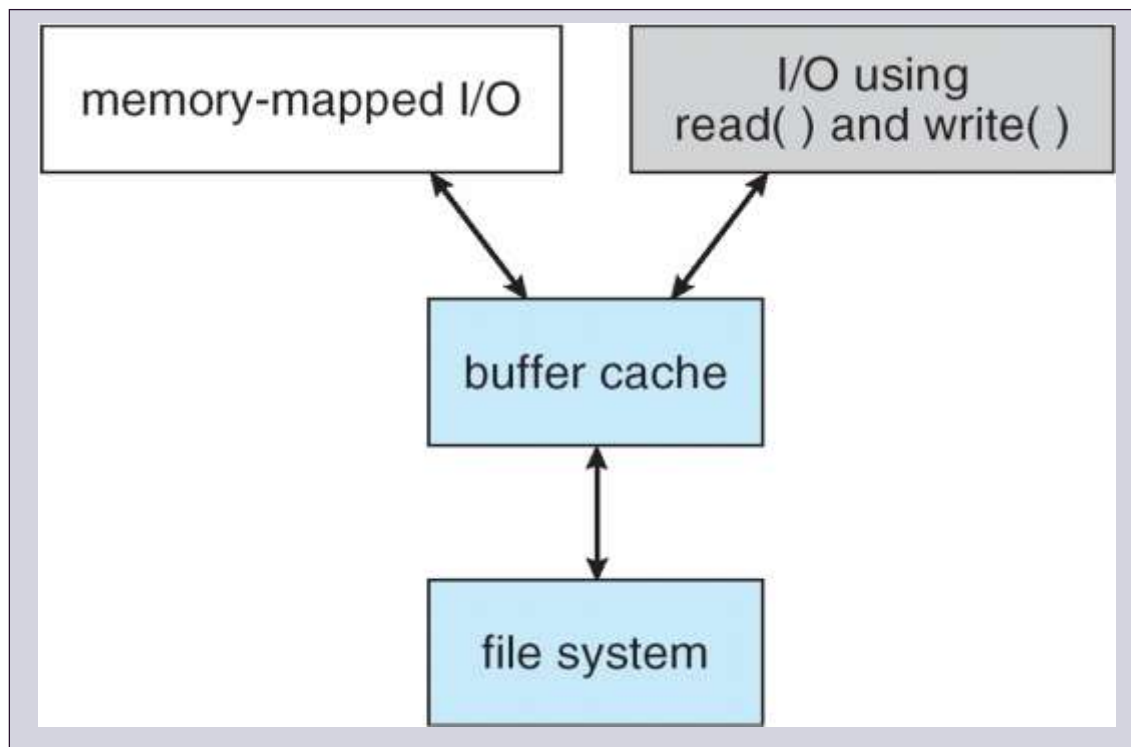 memory-mapped I/O
I/O using
read( ) and write( )
buffer cache
file system